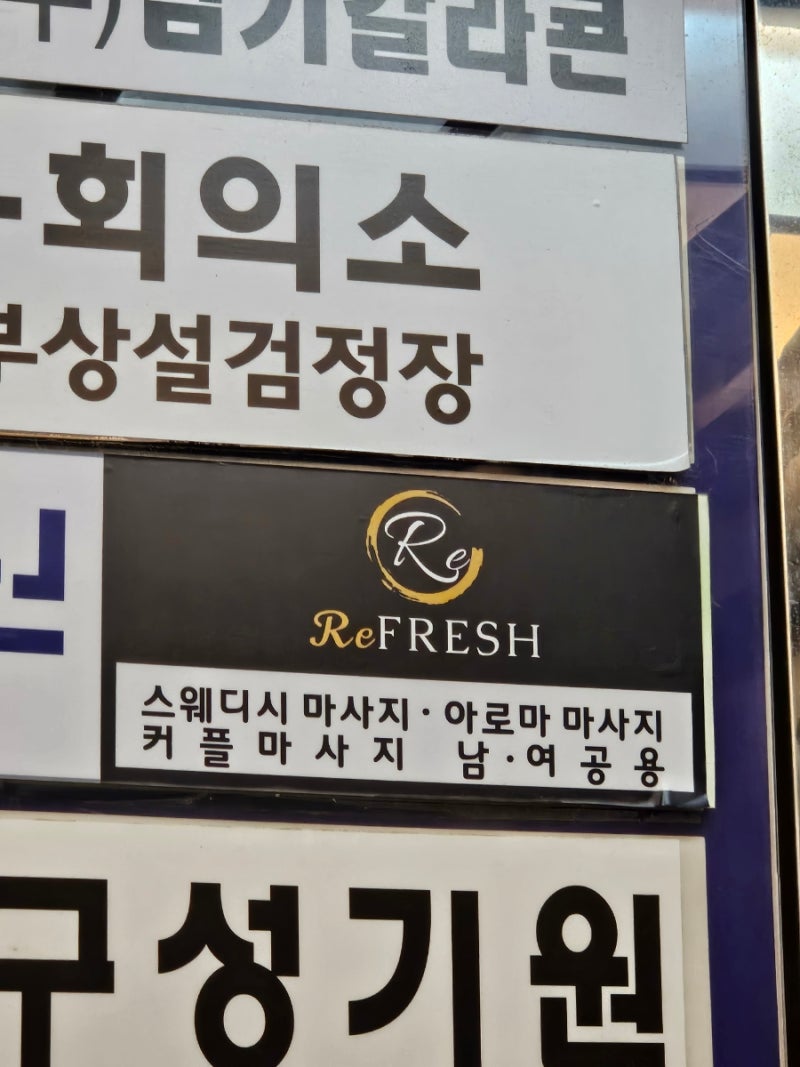 회의소
상설검정장
Re
ReFRESH
스웨디시 마사지 · 아로마 마사지
커플마사지 남·여공용
구성기원